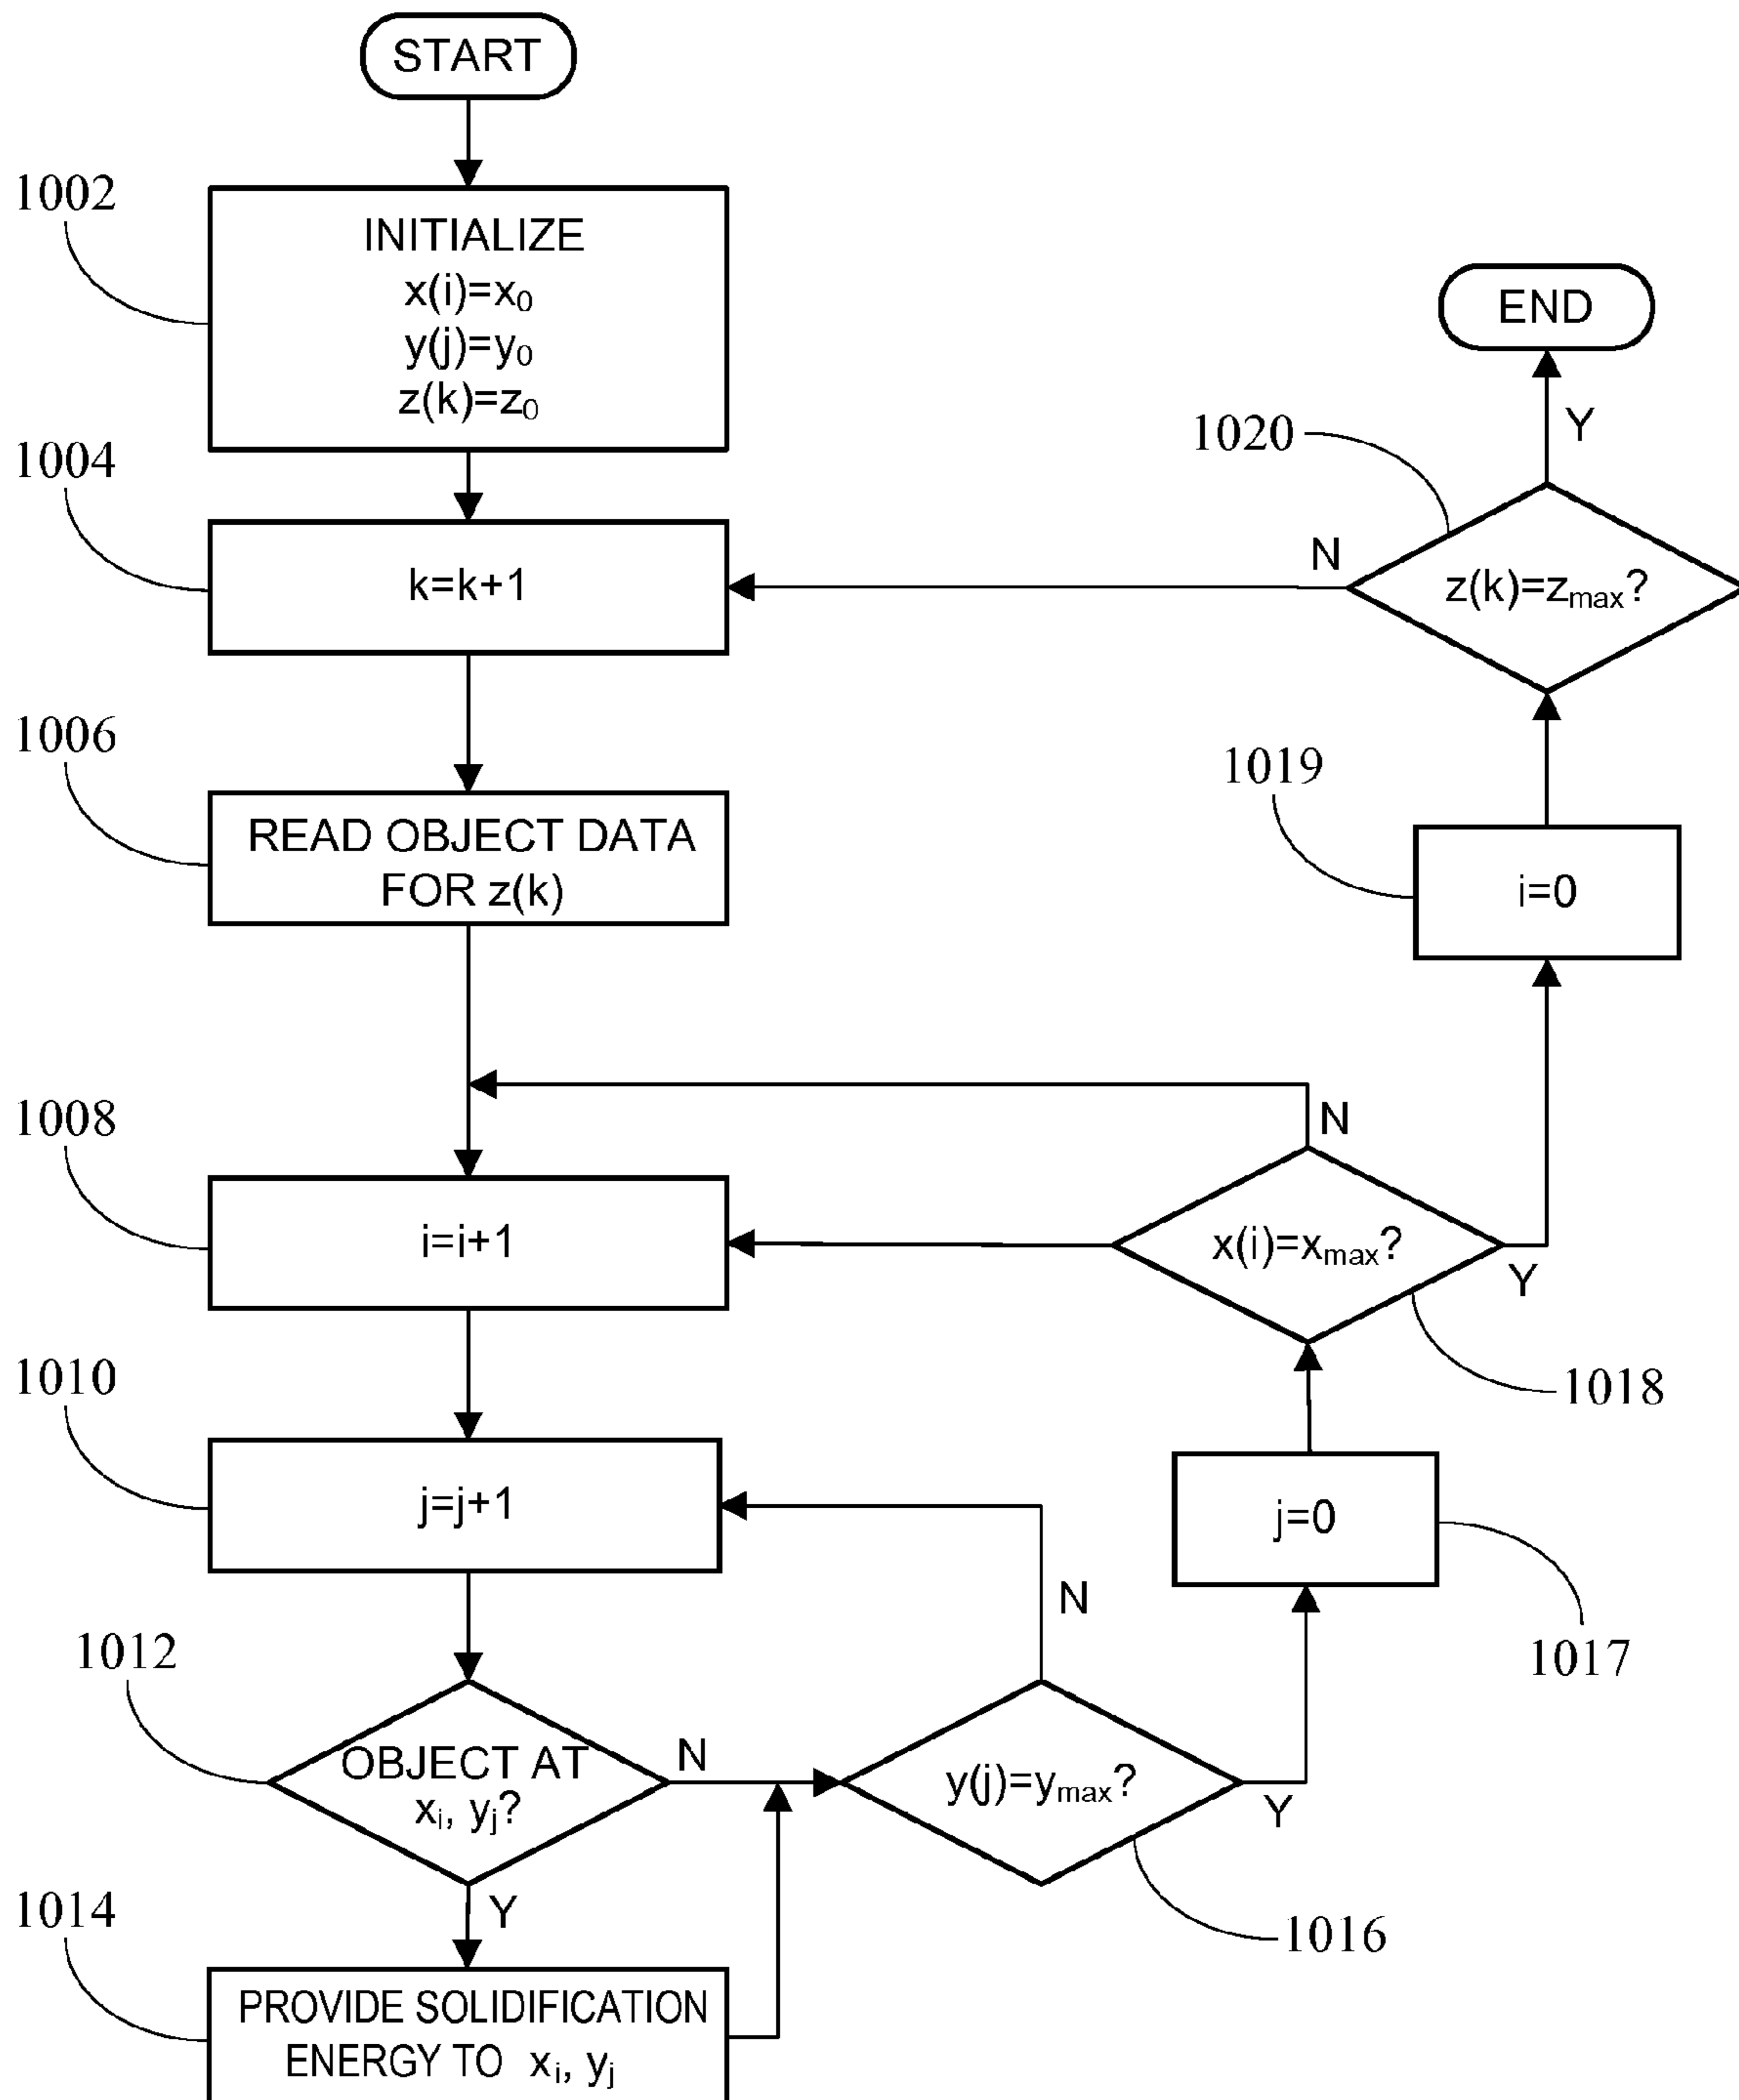 START
1002
INITIALIZE
x(i)=x₀
y(j)=y₀
z(k)=z₀
END
1004
1020
Y
N
k=k+1
z(k)=zmax?
1006
1019
READ OBJECT DATA
FOR z(k)
i=0
1008
N
i=i+1
x(i)=xmax?
Y
1010
1018
j=j+1
j=0
N
1012
1017
OBJECT AT
xi, yj?
N
y(j)=ymax?
Y
1014
Y
1016
PROVIDE SOLIDIFICATION
ENERGY TO xi, yj